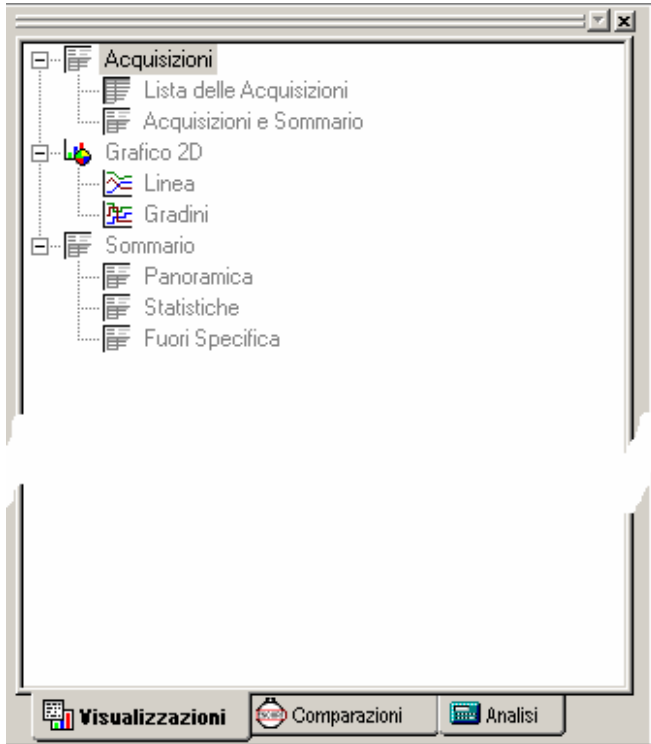 Acquisizioni
Lista delle Acquisizioni
Acquisizioni e Sommario
Grafico 2D
Linea
Gradini
Sommario
Panoramica
Statistiche
Fuori Specifica
Visualizzazioni Comparazioni Analisi